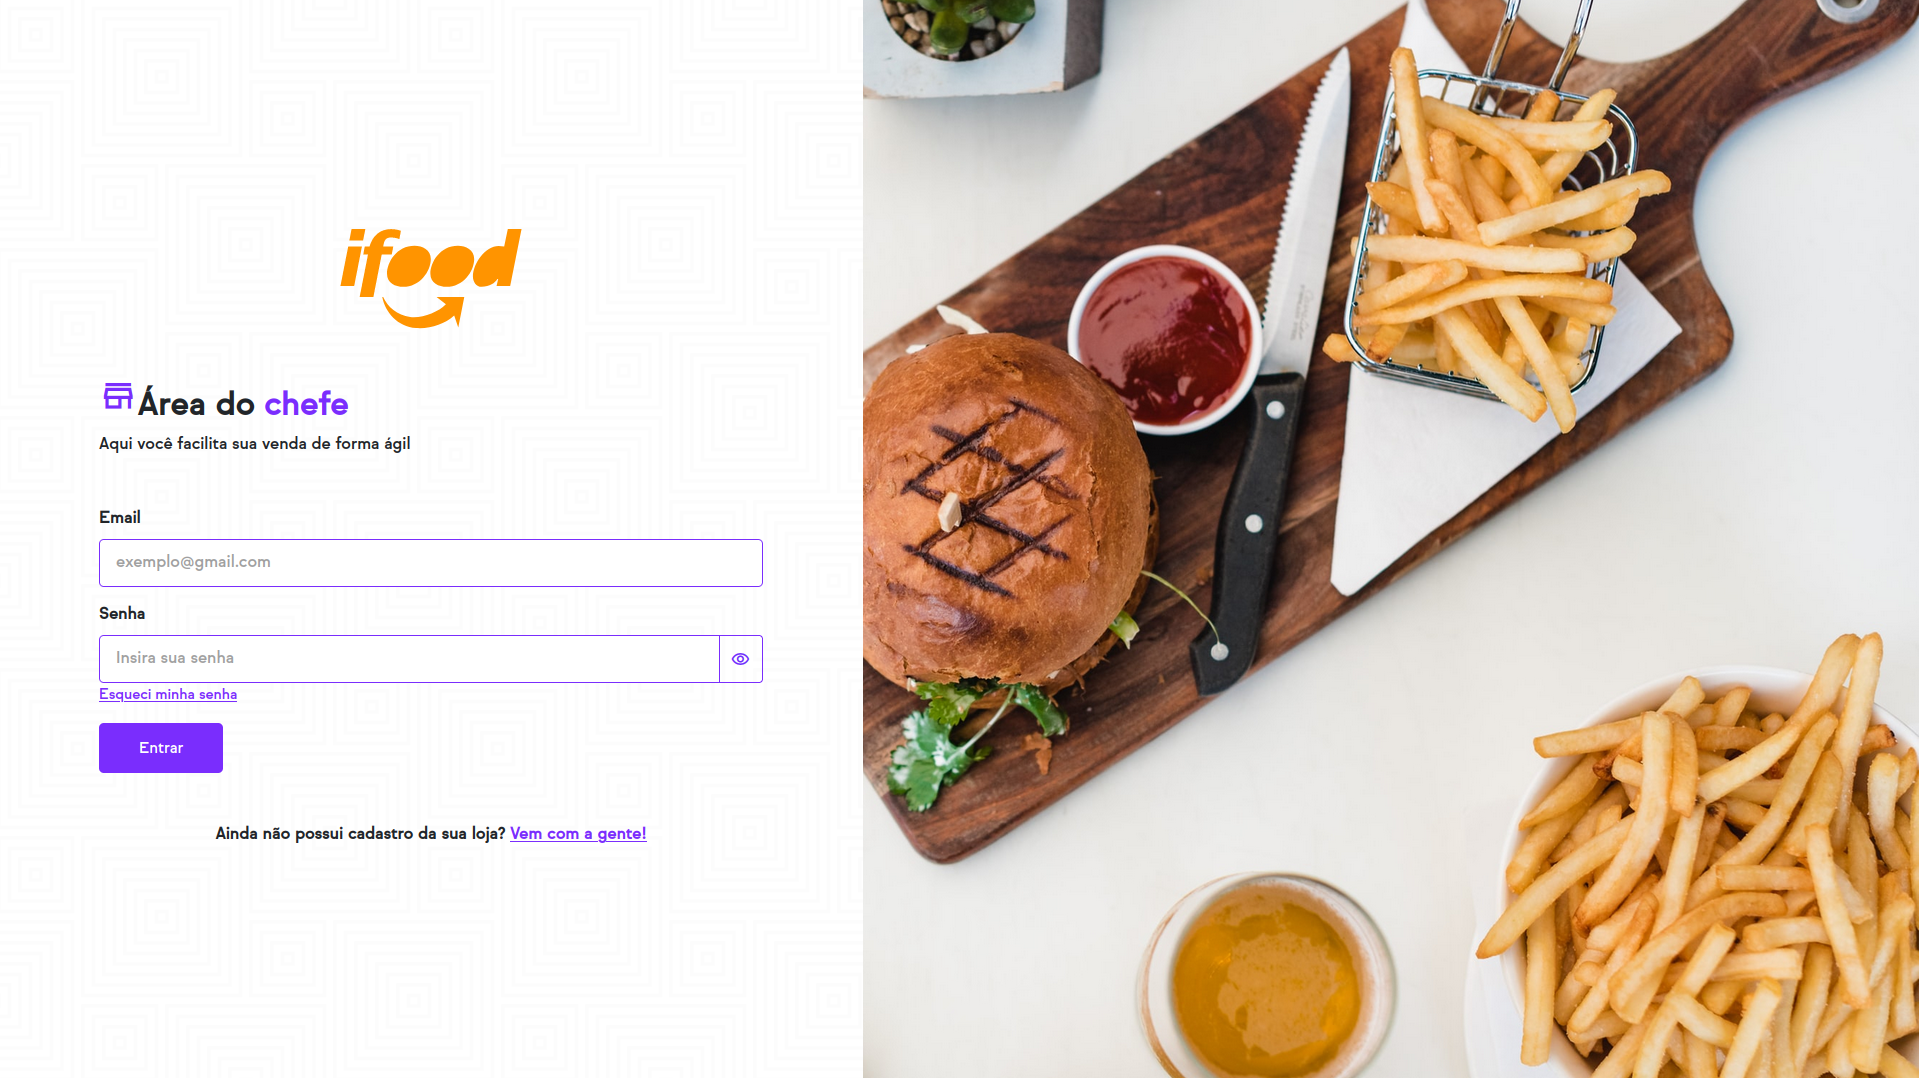 ifood
Área do chefe
Aqui você facilita sua venda de forma ágil
Email
exemplo@gmail.com
Senha
Insira sua senha
Esqueci minha senha
Entrar
Ainda não possui cadastro da sua loja? Vem com a gente!